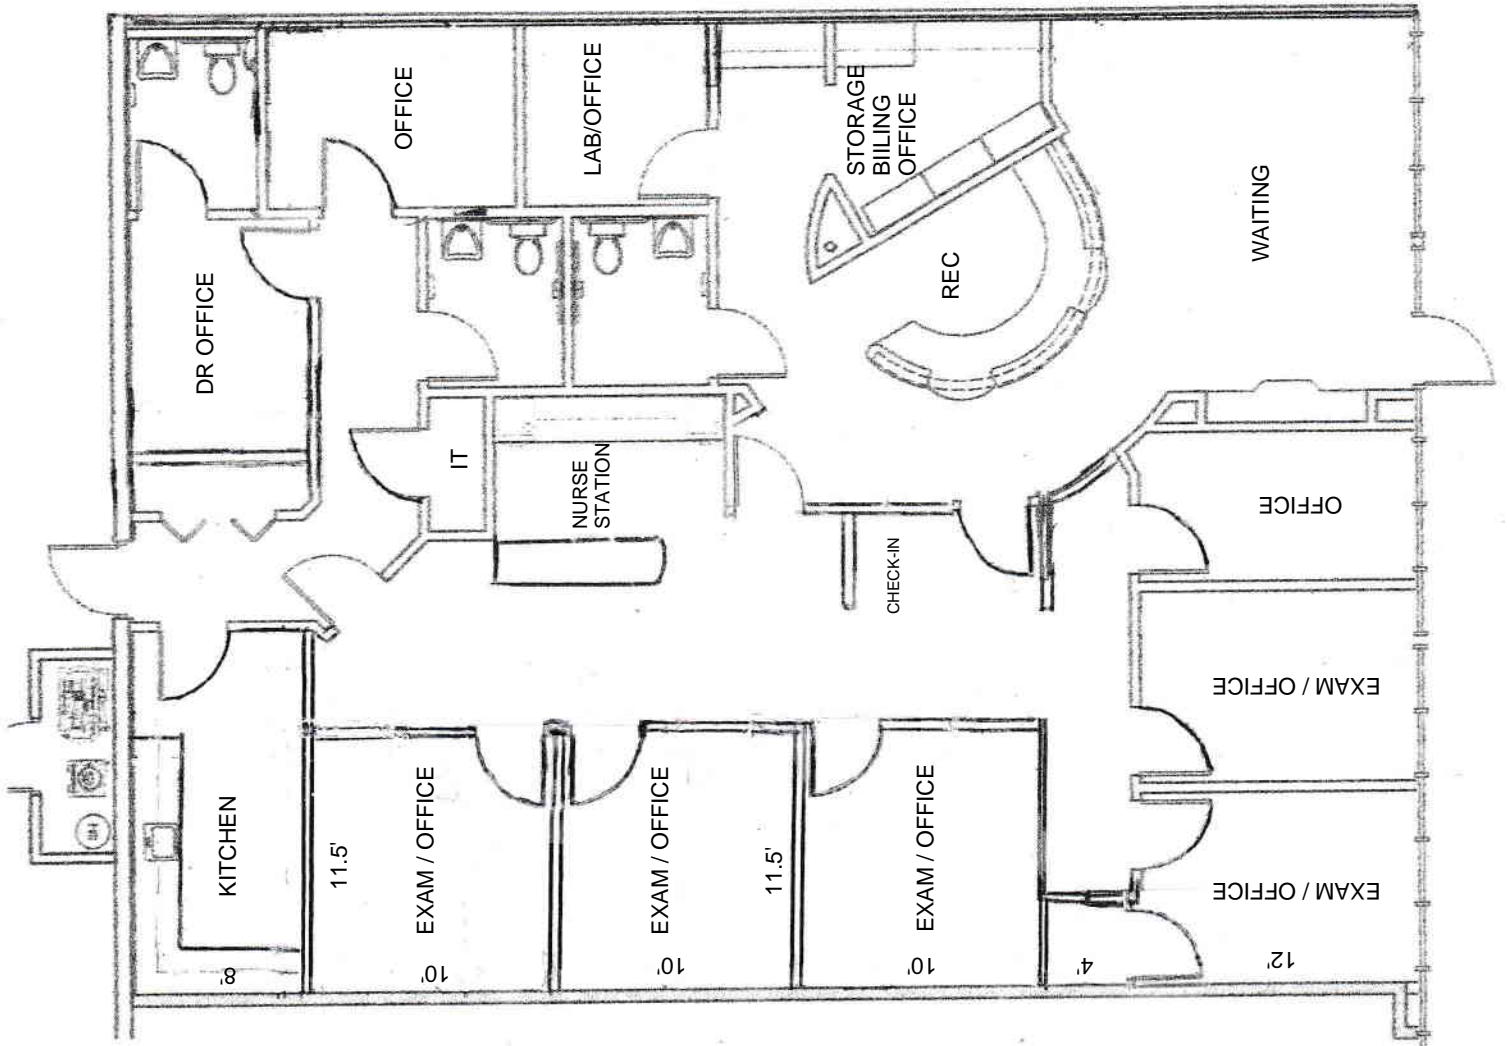 OFFICE
LAB/OFFICE
STORAGE
BIILING
OFFICE
WAITING
DR OFFICE
REC
IT
NURSE
STATION
OFFICE
CHECK-IN
EXAM / OFFICE
KITCHEN
11.5'
EXAM / OFFICE
EXAM / OFFICE
11.5'
EXAM / OFFICE
EXAM / OFFICE
8'
10'
10'
10'
4'
12'